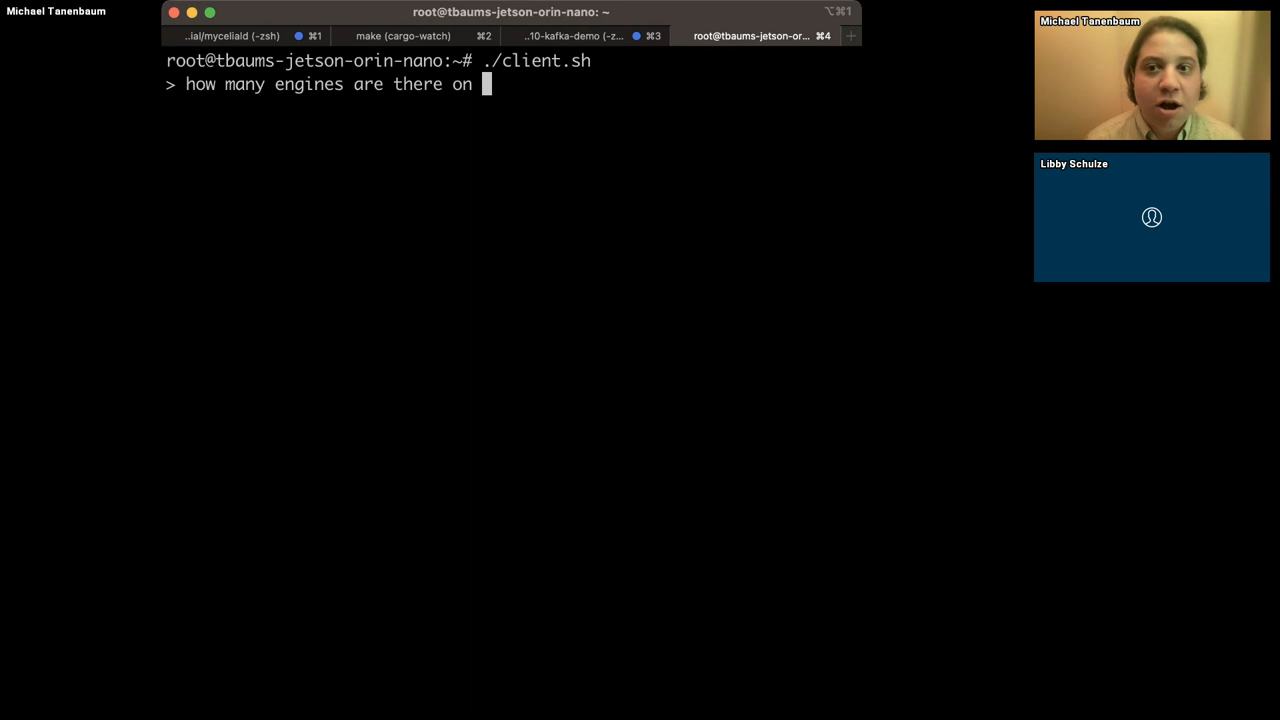 Michael Tanenbaum
root@tbaums-jetson-orin-nano: ~
⌥⌘1
..ial/myceliald (-zsh) ⌘1
make (cargo-watch) ⌘2
..10-kafka-demo (-z... ⌘3
root@tbaums-jetson-or... ⌘4
+
root@tbaums-jetson-orin-nano:~# ./client.sh
> how many engines are there on
Michael Tanenbaum
Libby Schulze